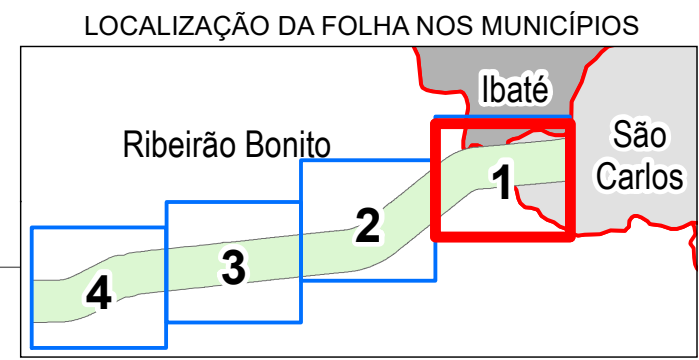 LOCALIZAÇÃO DA FOLHA NOS MUNICÍPIOS
Ibaté
Ribeirão Bonito
São
Carlos
1
2
3
4